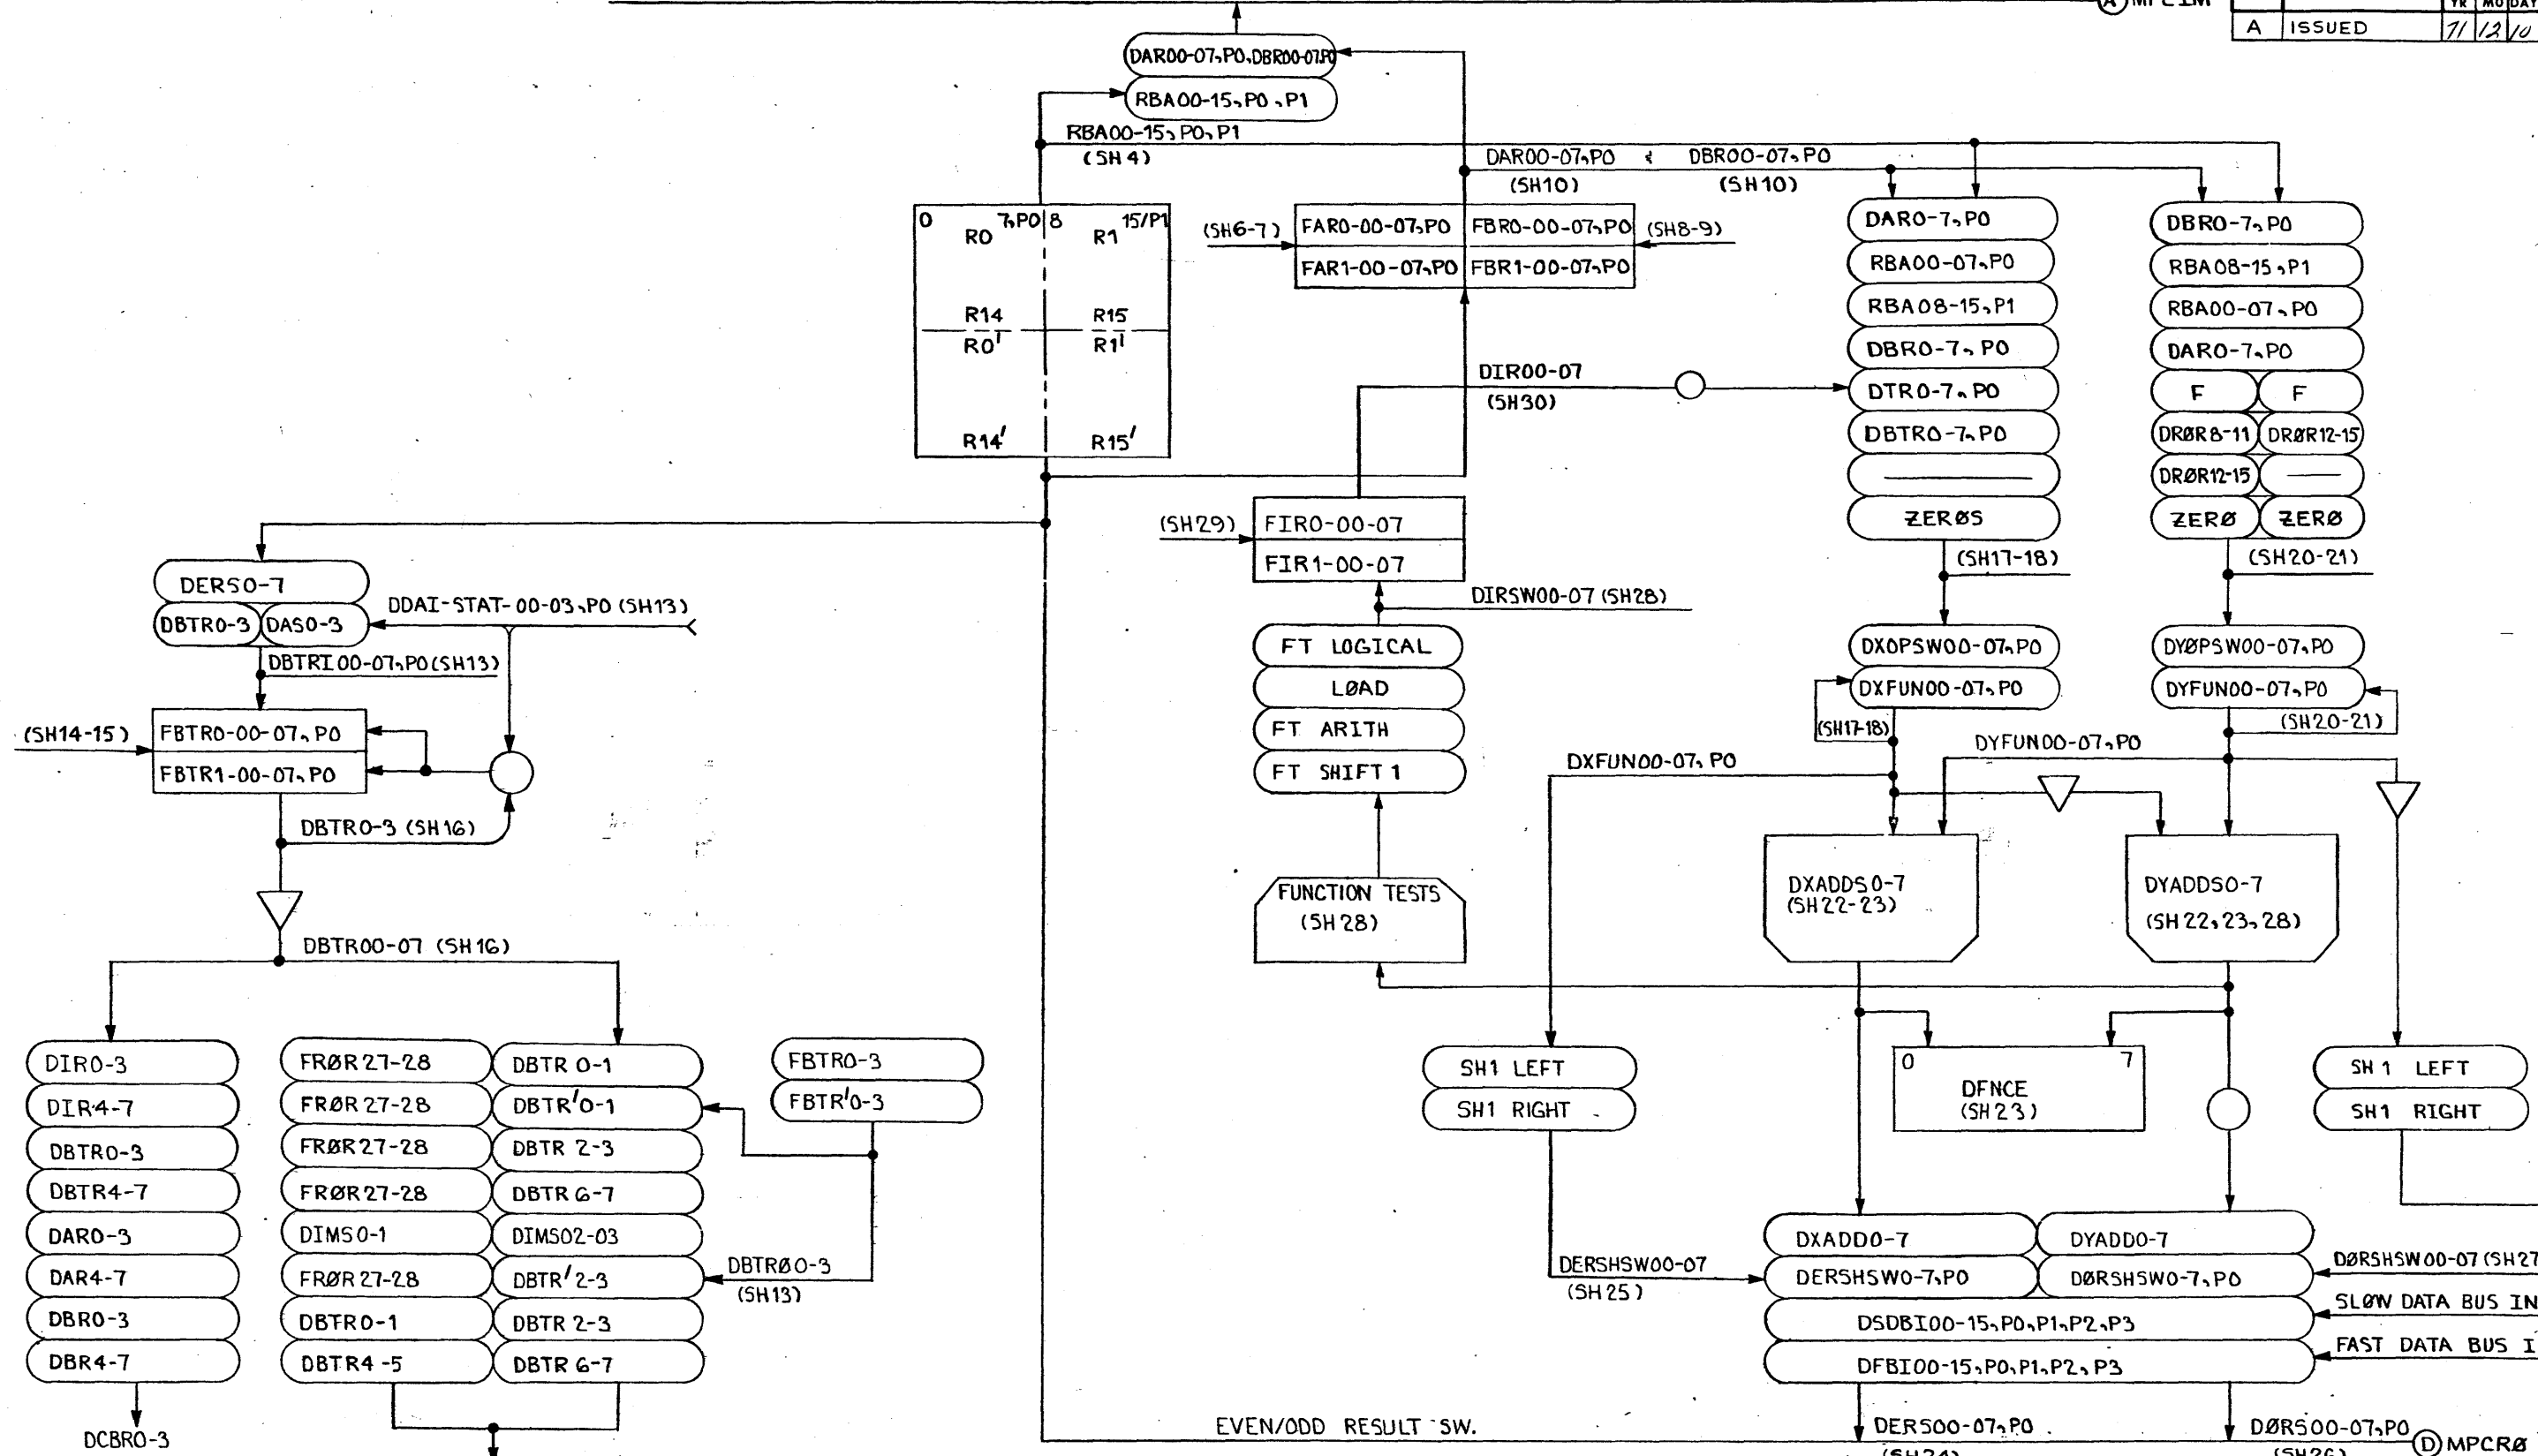 A MPCIM
YR MO DAY
A ISSUED 71 12 10
DAR00-07,P0,DBR00-07,P0
RBA00-15,P0,P1
RBA00-15,P0,P1
(SH4)
DAR00-07,P0 & DBR00-07,P0
(SH10) (SH10)
0 7,P0 8 15/P1
R0 R1
R14 R15
R0' R1'
R14' R15'
(SH6-7) FAR0-00-07,P0 FBR0-00-07,P0 (SH8-9)
FAR1-00-07,P0 FBR1-00-07,P0
DAR0-7,P0
RBA00-07,P0
RBA08-15,P1
DBR0-7,P0
DTR0-7,P0
DBTR0-7,P0
ZERØS
(SH17-18)
DBR0-7,P0
RBA08-15,P1
RBA00-07,P0
DAR0-7,P0
F F
DRØR8-11 DRØR12-15
DRØR12-15
ZERØ ZERØ
(SH20-21)
DIR00-07
(SH30)
(SH29) FIR0-00-07
FIR1-00-07
DIRSW00-07 (SH28)
FT LOGICAL
LØAD
FT ARITH
FT SHIFT 1
FUNCTION TESTS
(SH28)
DERS0-7
DBTR0-3 DAS0-3
DDAI-STAT-00-03,P0 (SH13)
DBTRI00-07,P0(SH13)
(SH14-15) FBTR0-00-07,P0
FBTR1-00-07,P0
DBTR0-3 (SH16)
DBTR00-07 (SH16)
DXOPSW00-07,P0
DXFUN00-07,P0
(SH17-18)
DYØPSW00-07,P0
DYFUN00-07,P0
(SH20-21)
DXFUN00-07,P0
DYFUN00-07,P0
DXADDS0-7
(SH22-23)
DYADDS0-7
(SH22,23,28)
DIR0-3
DIR4-7
DBTR0-3
DBTR4-7
DAR0-3
DAR4-7
DBR0-3
DBR4-7
DCBR0-3
FRØR27-28 DBTR 0-1
FRØR27-28 DBTR'0-1
FRØR27-28 DBTR 2-3
FRØR27-28 DBTR 6-7
DIMS0-1 DIMS02-03
FRØR27-28 DBTR'2-3
DBTR0-1 DBTR 2-3
DBTR4-5 DBTR 6-7
FBTR0-3
FBTR'0-3
DBTRØ0-3
(SH13)
SH1 LEFT
SH1 RIGHT
0 7
DFNCE
(SH23)
SH1 LEFT
SH1 RIGHT
DERSHSW00-07
(SH25)
DXADD0-7 DYADD0-7
DERSHSW0-7,P0 DØRSHSW0-7,P0
DSDBI00-15,P0,P1,P2,P3
DFBI00-15,P0,P1,P2,P3
DØRSHSW00-07 (SH27
SLØW DATA BUS IN
FAST DATA BUS I
EVEN/ODD RESULT SW.
DERS00-07,P0
(SH24)
DØRS00-07,P0
(SH26)
D MPCRØ